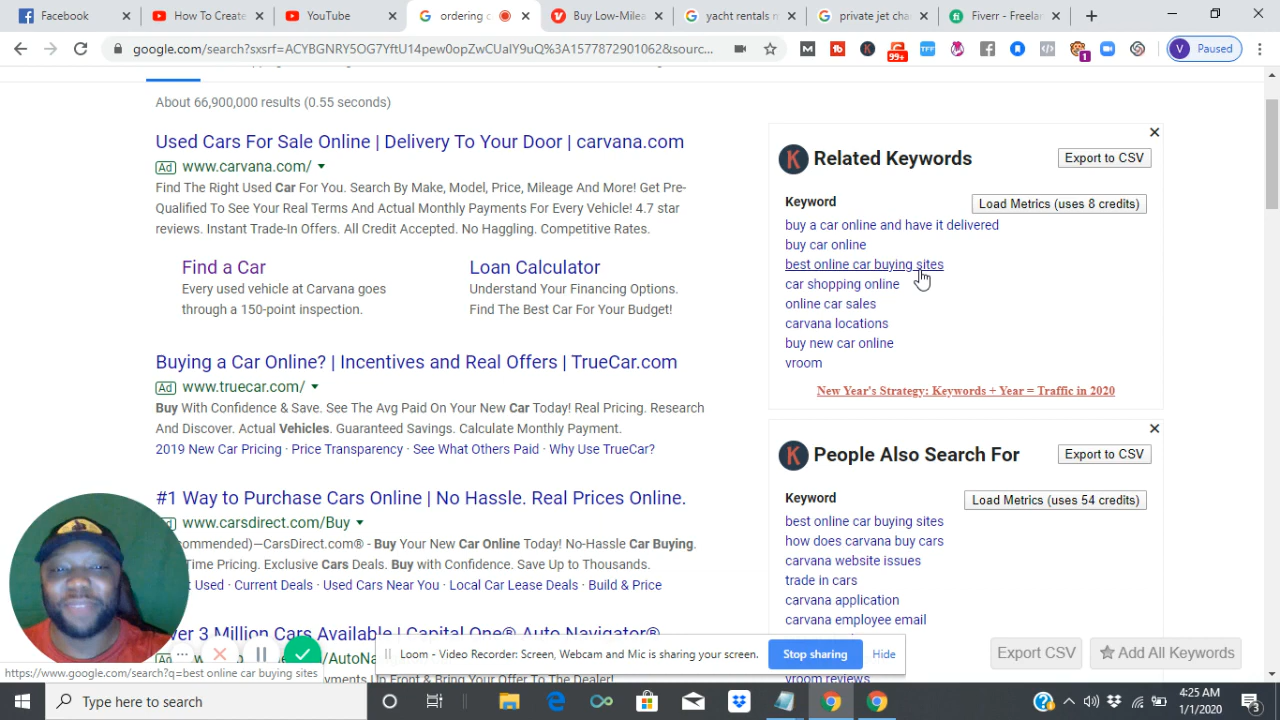 Facebook
How To Create
YouTube
ordering c
Buy Low-Milea
yacht rentals m
private jet cha
Fiverr - Freelan
google.com/search?sxsrf=ACYBGNRY5OG7YftU14pew0opZwCUaIY9uQ%3A1577872901062&sourc...
99+
TFF
1
V Paused
About 66,900,000 results (0.55 seconds)
Used Cars For Sale Online | Delivery To Your Door | carvana.com
Ad www.carvana.com/
Find The Right Used Car For You. Search By Make, Model, Price, Mileage And More! Get Pre-
Qualified To See Your Real Terms And Actual Monthly Payments For Every Vehicle! 4.7 star
reviews. Instant Trade-In Offers. All Credit Accepted. No Haggling. Competitive Rates.
Find a Car
Every used vehicle at Carvana goes
through a 150-point inspection.
Loan Calculator
Understand Your Financing Options.
Find The Best Car For Your Budget!
Buying a Car Online? | Incentives and Real Offers | TrueCar.com
Ad www.truecar.com/
Buy With Confidence & Save. See The Avg Paid On Your New Car Today! Real Pricing. Research
And Discover. Actual Vehicles. Guaranteed Savings. Calculate Monthly Payment.
2019 New Car Pricing · Price Transparency · See What Others Paid · Why Use TrueCar?
#1 Way to Purchase Cars Online | No Hassle. Real Prices Online.
www.carsdirect.com/Buy
commended)—CarsDirect.com® - Buy Your New Car Online Today! No-Hassle Car Buying.
Time Pricing. Exclusive Cars Deals. Buy with Confidence. Save Up to Thousands.
Used · Current Deals · Used Cars Near You · Local Car Lease Deals · Build & Price
ver 3 Million Cars Available | Capital One® Auto Navigator®
K Related Keywords
Export to CSV
Keyword
Load Metrics (uses 8 credits)
buy a car online and have it delivered
buy car online
best online car buying sites
car shopping online
online car sales
carvana locations
buy new car online
vroom
New Year's Strategy: Keywords + Year = Traffic in 2020
K People Also Search For
Export to CSV
Keyword
Load Metrics (uses 54 credits)
best online car buying sites
how does carvana buy cars
carvana website issues
trade in cars
carvana application
carvana employee email
vroom reviews
Export CSV
Add All Keywords
Loom - Video Recorder: Screen, Webcam and Mic is sharing your screen.
Stop sharing
Hide
https://www.google.com/search?q=best online car buying sites
Type here to search
4:25 AM
1/1/2020
3